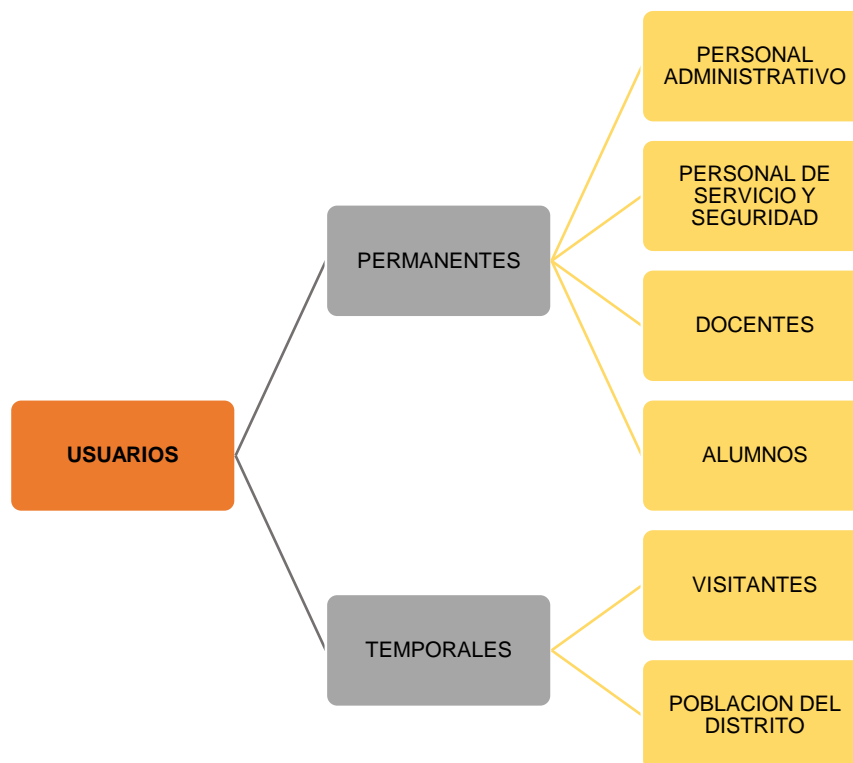 PERSONAL
ADMINISTRATIVO
PERSONAL DE
SERVICIO Y
SEGURIDAD
PERMANENTES
DOCENTES
USUARIOS
ALUMNOS
VISITANTES
TEMPORALES
POBLACION DEL
DISTRITO